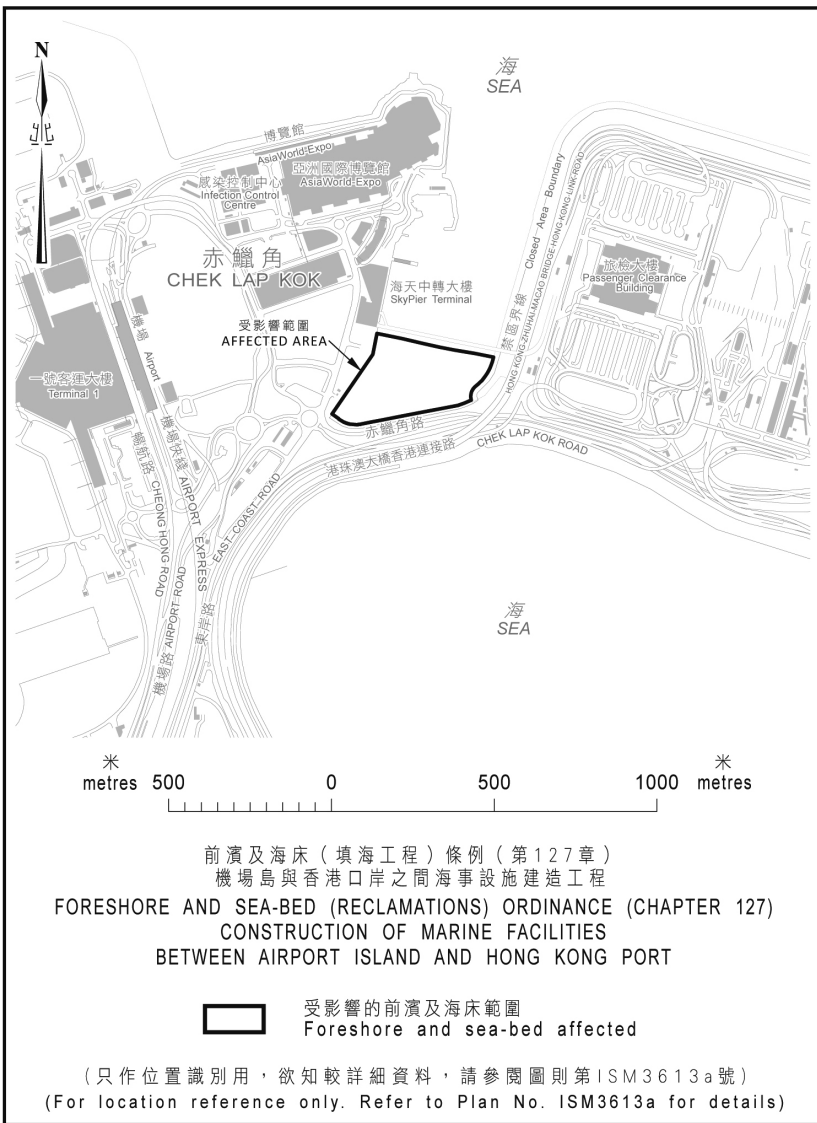 N
海
SEA
博覽館
AsiaWorld-Expo
亞洲國際博覽館
AsiaWorld-Expo
感染控制中心
Infection Control
Centre
赤鱲角
CHEK LAP KOK
海天中轉大樓
SkyPier Terminal
禁區界線 Closed Area Boundary
HONG KONG-ZHUHAI-MACAO BRIDGE HONG KONG LINK ROAD
旅檢大樓
Passenger Clearance
Building
受影響範圍
AFFECTED AREA
機場 Airport
一號客運大樓
Terminal 1
赤鱲角路
CHEK LAP KOK ROAD
港珠澳大橋香港連接路
機場快綫 AIRPORT EXPRESS
暢航路 CHEONG HONG ROAD
東岸路 EAST COAST ROAD
機場路 AIRPORT ROAD
海
SEA
米 米
metres 500 0 500 1000 metres
前濱及海床（填海工程）條例（第127章）
機場島與香港口岸之間海事設施建造工程
FORESHORE AND SEA-BED (RECLAMATIONS) ORDINANCE (CHAPTER 127)
CONSTRUCTION OF MARINE FACILITIES
BETWEEN AIRPORT ISLAND AND HONG KONG PORT
受影響的前濱及海床範圍
Foreshore and sea-bed affected
（只作位置識別用，欲知較詳細資料，請參閱圖則第ISM3613a號）
(For location reference only. Refer to Plan No. ISM3613a for details)